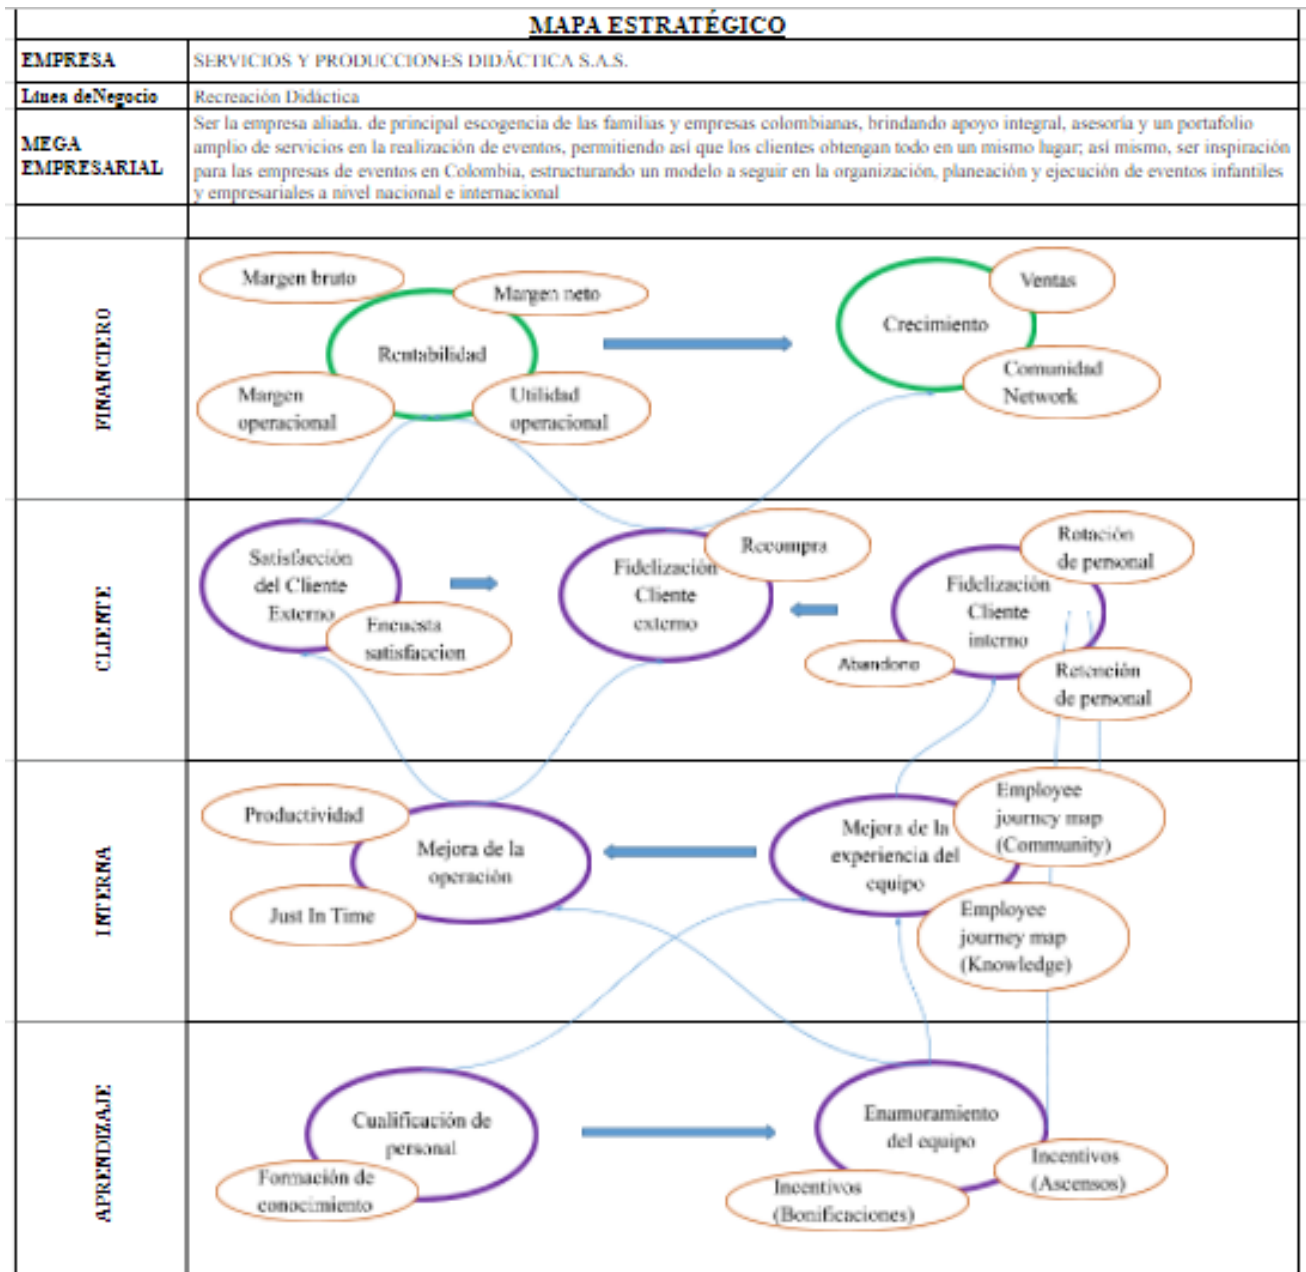 MAPA ESTRATÉGICO
EMPRESA
SERVICIOS Y PRODUCCIONES DIDÁCTICA S.A.S.
Línea deNegocio
Recreación Didáctica
MEGA
EMPRESARIAL
Ser la empresa aliada. de principal escogencia de las familias y empresas colombianas, brindando apoyo integral, asesoría y un portafolio
amplio de servicios en la realización de eventos, permitiendo así que los clientes obtengan todo en un mismo lugar; así mismo, ser inspiración
para las empresas de eventos en Colombia, estructurando un modelo a seguir en la organización, planeación y ejecución de eventos infantiles
y empresariales a nivel nacional e internacional
FINANCIERO
Margen bruto
Margen neto
Rentabilidad
Margen
operacional
Utilidad
operacional
Ventas
Crecimiento
Comunidad
Network
CLIENTE
Satisfacción
del Cliente
Externo
Encuesta
satisfaccion
Recompra
Fidelización
Cliente
externo
Rotación
de personal
Fidelización
Cliente
interno
Abandono
Retención
de personal
INTERNA
Productividad
Mejora de la
operación
Just In Time
Mejora de la
experiencia del
equipo
Employee
journey map
(Community)
Employee
journey map
(Knowledge)
APRENDIZAJE
Cualificación de
personal
Formación de
conocimiento
Enamoramiento
del equipo
Incentivos
(Bonificaciones)
Incentivos
(Ascensos)